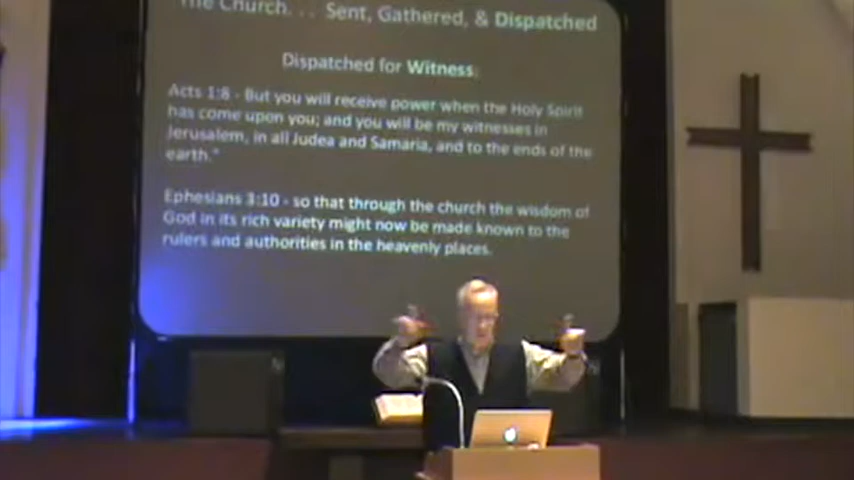 The Church. . . Sent, Gathered, & Dispatched
Dispatched for Witness:
Acts 1:8 - But you will receive power when the Holy Spirit
has come upon you; and you will be my witnesses in
Jerusalem, in all Judea and Samaria, and to the ends of the
earth."
Ephesians 3:10 - so that through the church the wisdom of
God in its rich variety might now be made known to the
rulers and authorities in the heavenly places.